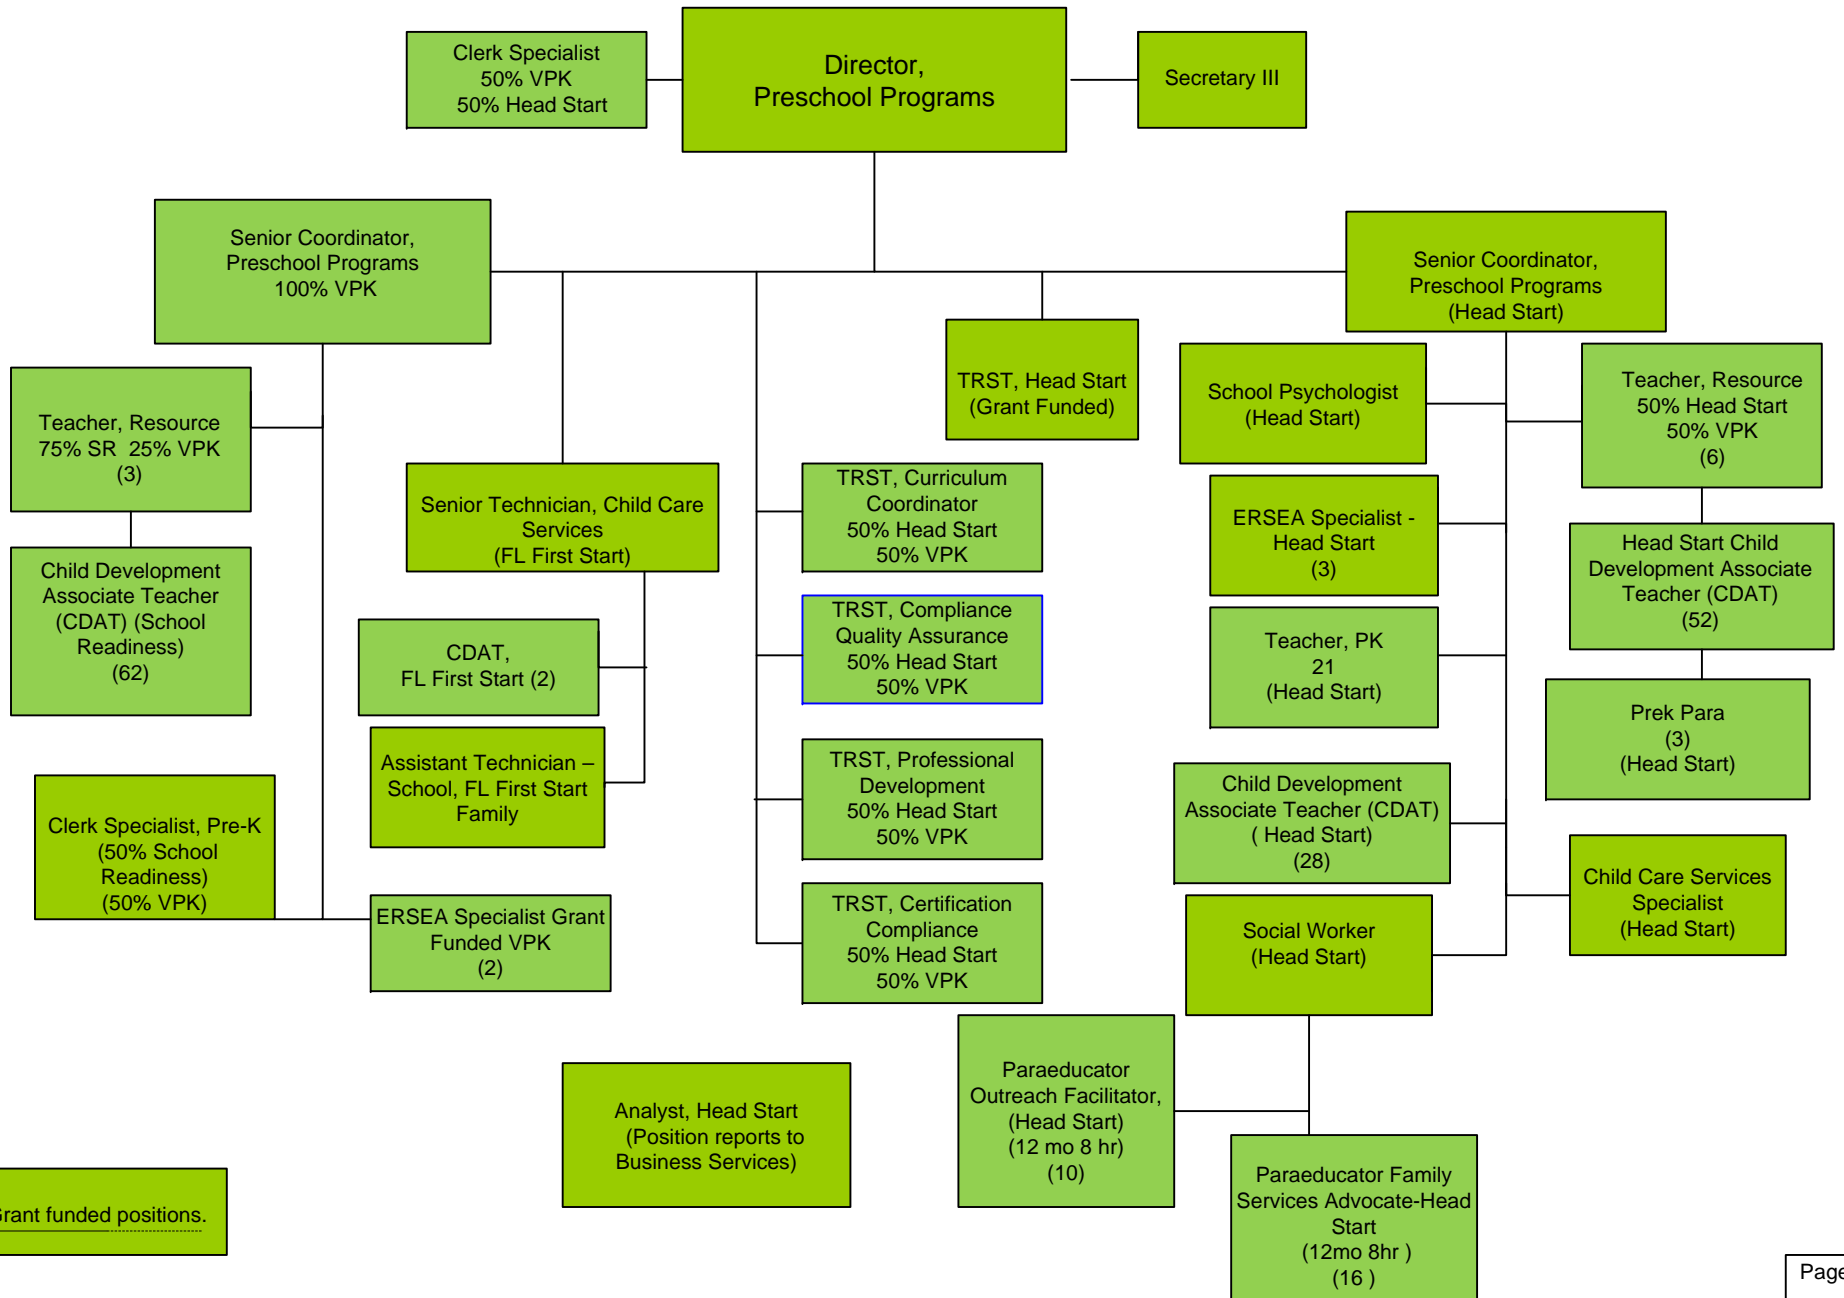 Clerk Specialist
50% VPK
50% Head Start
Director,
Preschool Programs
Secretary III
Senior Coordinator,
Preschool Programs
100% VPK
Senior Coordinator,
Preschool Programs
(Head Start)
Teacher, Resource
75% SR  25% VPK
(3)
Child Development
Associate Teacher
(CDAT) (School
Readiness)
(62)
Clerk Specialist, Pre-K
(50% School
Readiness)
(50% VPK)
ERSEA Specialist Grant
Funded VPK
(2)
Senior Technician, Child Care
Services
(FL First Start)
CDAT,
FL First Start (2)
Assistant Technician –
School, FL First Start
Family
TRST, Curriculum
Coordinator
50% Head Start
50% VPK
TRST, Compliance
Quality Assurance
50% Head Start
50% VPK
TRST, Professional
Development
50% Head Start
50% VPK
TRST, Certification
Compliance
50% Head Start
50% VPK
TRST, Head Start
(Grant Funded)
School Psychologist
(Head Start)
ERSEA Specialist -
Head Start
(3)
Teacher, PK
21
(Head Start)
Child Development
Associate Teacher (CDAT)
( Head Start)
(28)
Social Worker
(Head Start)
Teacher, Resource
50% Head Start
50% VPK
(6)
Head Start Child
Development Associate
Teacher (CDAT)
(52)
Prek Para
(3)
(Head Start)
Child Care Services
Specialist
(Head Start)
Paraeducator
Outreach Facilitator,
(Head Start)
(12 mo 8 hr)
(10)
Paraeducator Family
Services Advocate-Head
Start
(12mo 8hr )
(16 )
Analyst, Head Start
(Position reports to
Business Services)
Grant funded positions.
Page